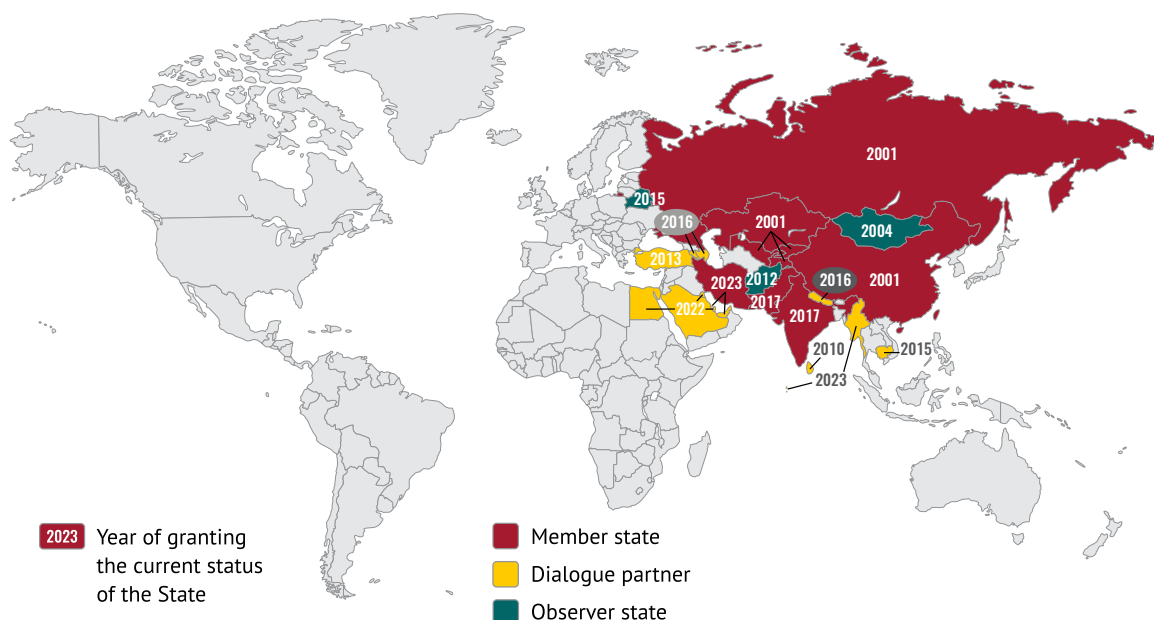 2001
2015
2016
2001
2004
2013
2023
2012
2016
2001
2022
2017
2017
2010
2015
2023
2023
Year of granting
the current status
of the State
Member state
Dialogue partner
Observer state